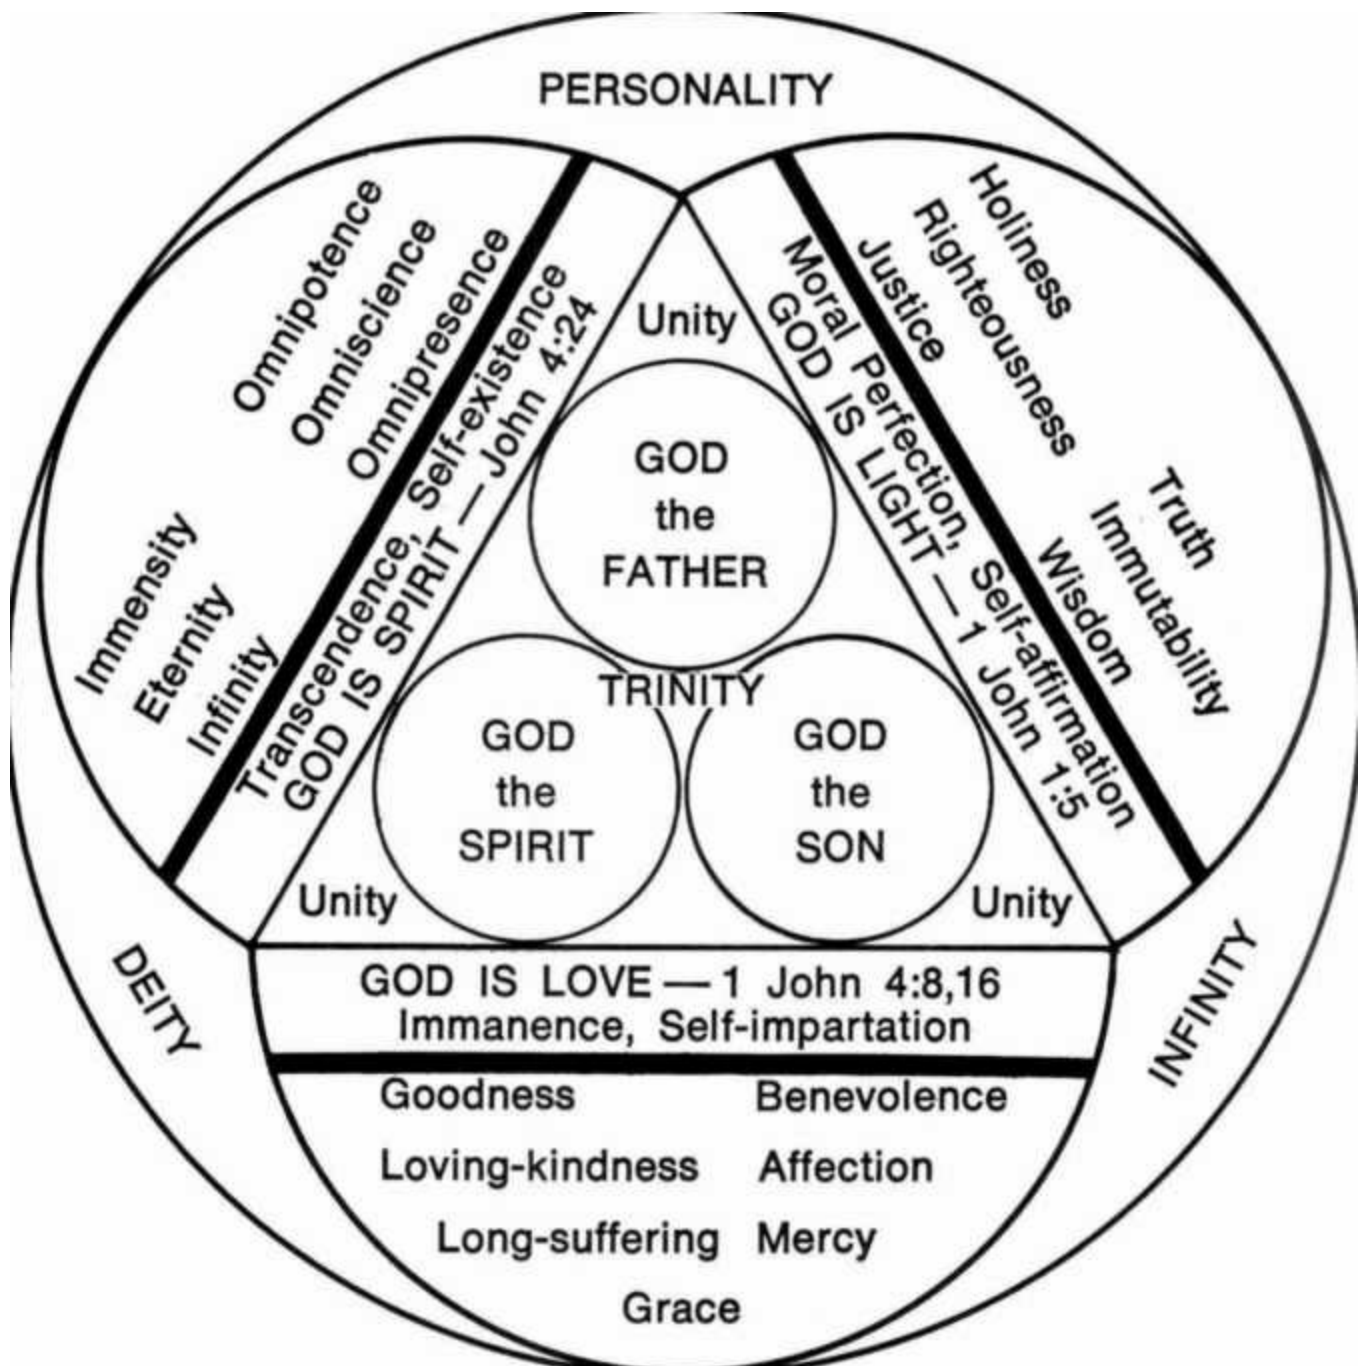 PERSONALITY
Omnipotence
Omniscience
Omnipresence
Immensity
Eternity
Infinity
Transcendence, Self-existence
GOD IS SPIRIT — John 4:24
Holiness
Righteousness
Justice
Truth
Immutability
Wisdom
Moral Perfection, Self-affirmation
GOD IS LIGHT — 1 John 1:5
Unity
GOD
the
FATHER
TRINITY
GOD
the
SPIRIT
GOD
the
SON
Unity
Unity
DEITY
INFINITY
GOD IS LOVE — 1 John 4:8,16
Immanence, Self-impartation
Goodness Benevolence
Loving-kindness Affection
Long-suffering Mercy
Grace